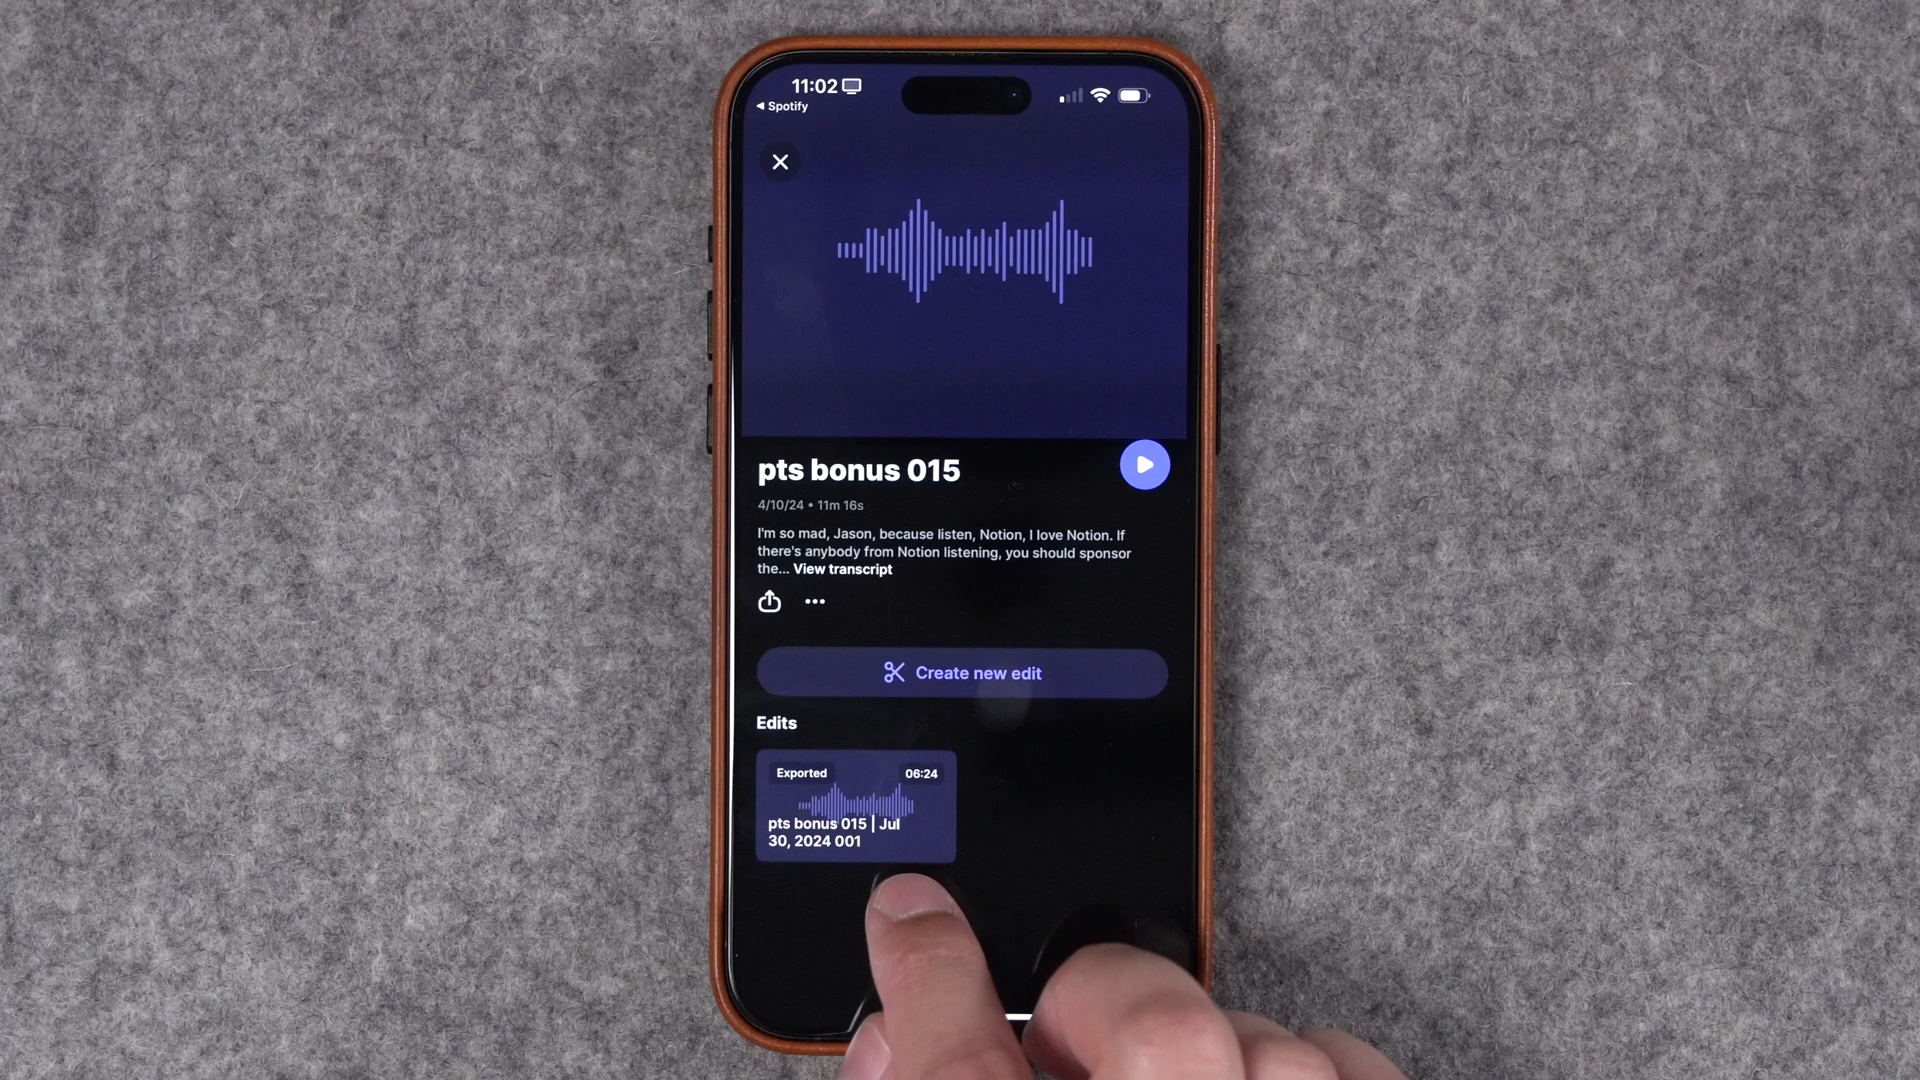 11:02
◀ Spotify
pts bonus 015
4/10/24 • 11m 16s
I'm so mad, Jason, because listen, Notion, I love Notion. If
there's anybody from Notion listening, you should sponsor
the... View transcript
Create new edit
Edits
Exported 06:24
pts bonus 015 | Jul
30, 2024 001